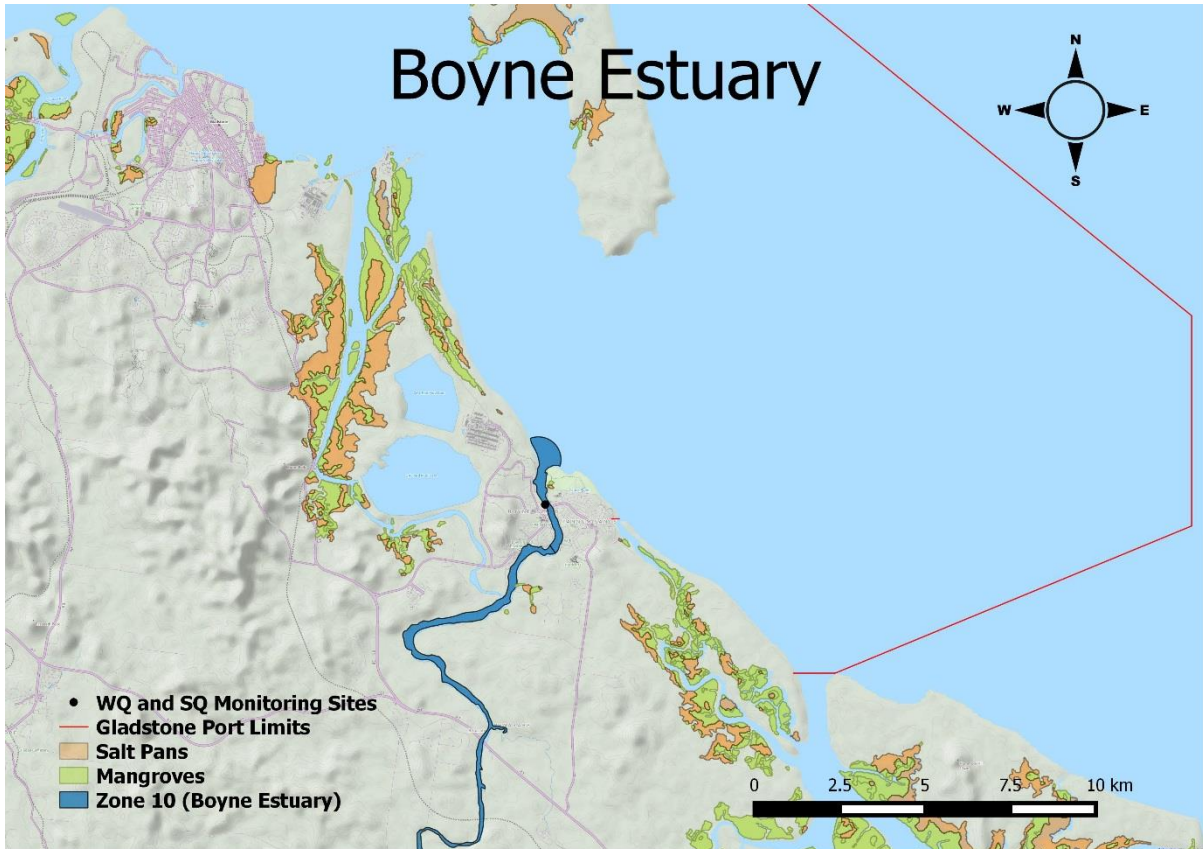 Boyne Estuary
N
W
E
S
WQ and SQ Monitoring Sites
Gladstone Port Limits
Salt Pans
Mangroves
Zone 10 (Boyne Estuary)
0 2.5 5 7.5 10 km